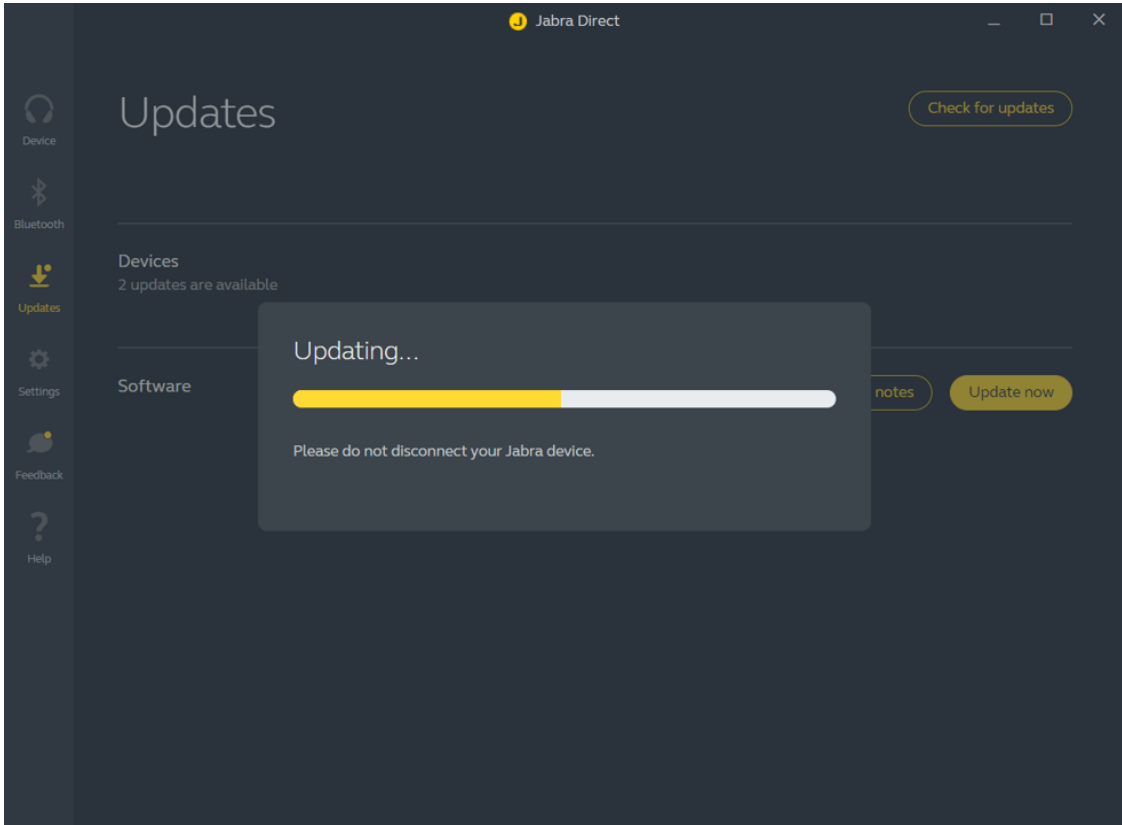 Jabra Direct
Device
Bluetooth
Updates
Settings
Feedback
Help
Updates
Check for updates
Devices
2 updates are available
Software
notes
Update now
Updating...
Please do not disconnect your Jabra device.